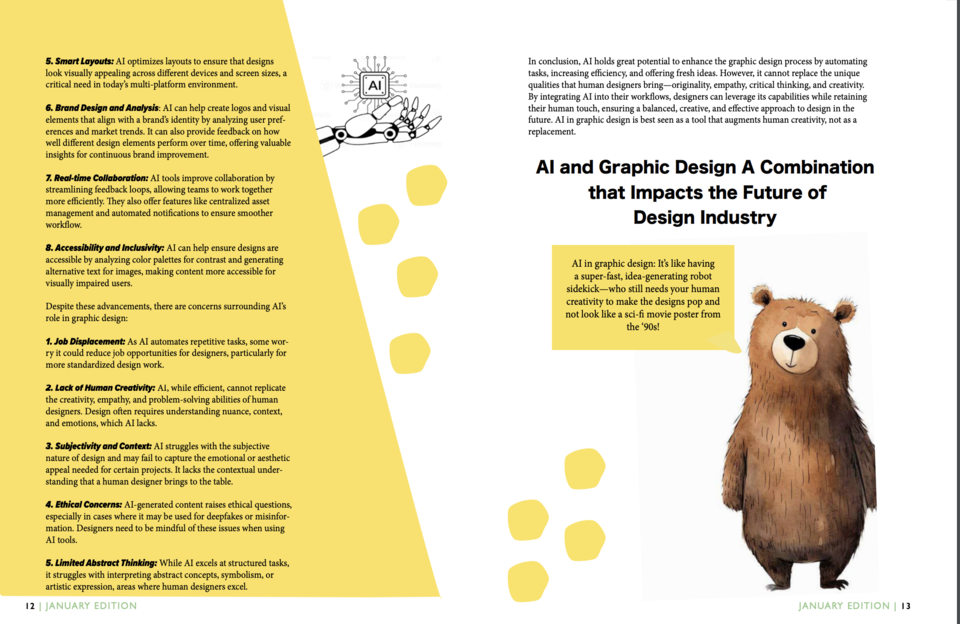 5. Smart Layouts: AI optimizes layouts to ensure that designs
look visually appealing across different devices and screen sizes, a
critical need in today's multi-platform environment.
6. Brand Design and Analysis: AI can help create logos and visual
elements that align with a brand's identity by analyzing user pref-
erences and market trends. It can also provide feedback on how
well different design elements perform over time, offering valuable
insights for continuous brand improvement.
7. Real-time Collaboration: AI tools improve collaboration by
streamlining feedback loops, allowing teams to work together
more efficiently. They also offer features like centralized asset
management and automated notifications to ensure smoother
workflow.
8. Accessibility and Inclusivity: AI can help ensure designs are
accessible by analyzing color palettes for contrast and generating
alternative text for images, making content more accessible for
visually impaired users.
Despite these advancements, there are concerns surrounding AI's
role in graphic design:
1. Job Displacement: As AI automates repetitive tasks, some wor-
ry it could reduce job opportunities for designers, particularly for
more standardized design work.
2. Lack of Human Creativity: AI, while efficient, cannot replicate
the creativity, empathy, and problem-solving abilities of human
designers. Design often requires understanding nuance, context,
and emotions, which AI lacks.
3. Subjectivity and Context: AI struggles with the subjective
nature of design and may fail to capture the emotional or aesthetic
appeal needed for certain projects. It lacks the contextual under-
standing that a human designer brings to the table.
4. Ethical Concerns: AI-generated content raises ethical questions,
especially in cases where it may be used for deepfakes or misinfor-
mation. Designers need to be mindful of these issues when using
AI tools.
5. Limited Abstract Thinking: While AI excels at structured tasks,
it struggles with interpreting abstract concepts, symbolism, or
artistic expression, areas where human designers excel.
12 | JANUARY EDITION
AI
In conclusion, AI holds great potential to enhance the graphic design process by automating
tasks, increasing efficiency, and offering fresh ideas. However, it cannot replace the unique
qualities that human designers bring—originality, empathy, critical thinking, and creativity.
By integrating AI into their workflows, designers can leverage its capabilities while retaining
their human touch, ensuring a balanced, creative, and effective approach to design in the
future. AI in graphic design is best seen as a tool that augments human creativity, not as a
replacement.
AI and Graphic Design A Combination
that Impacts the Future of
Design Industry
AI in graphic design: It's like having
a super-fast, idea-generating robot
sidekick—who still needs your human
creativity to make the designs pop and
not look like a sci-fi movie poster from
the '90s!
JANUARY EDITION | 13